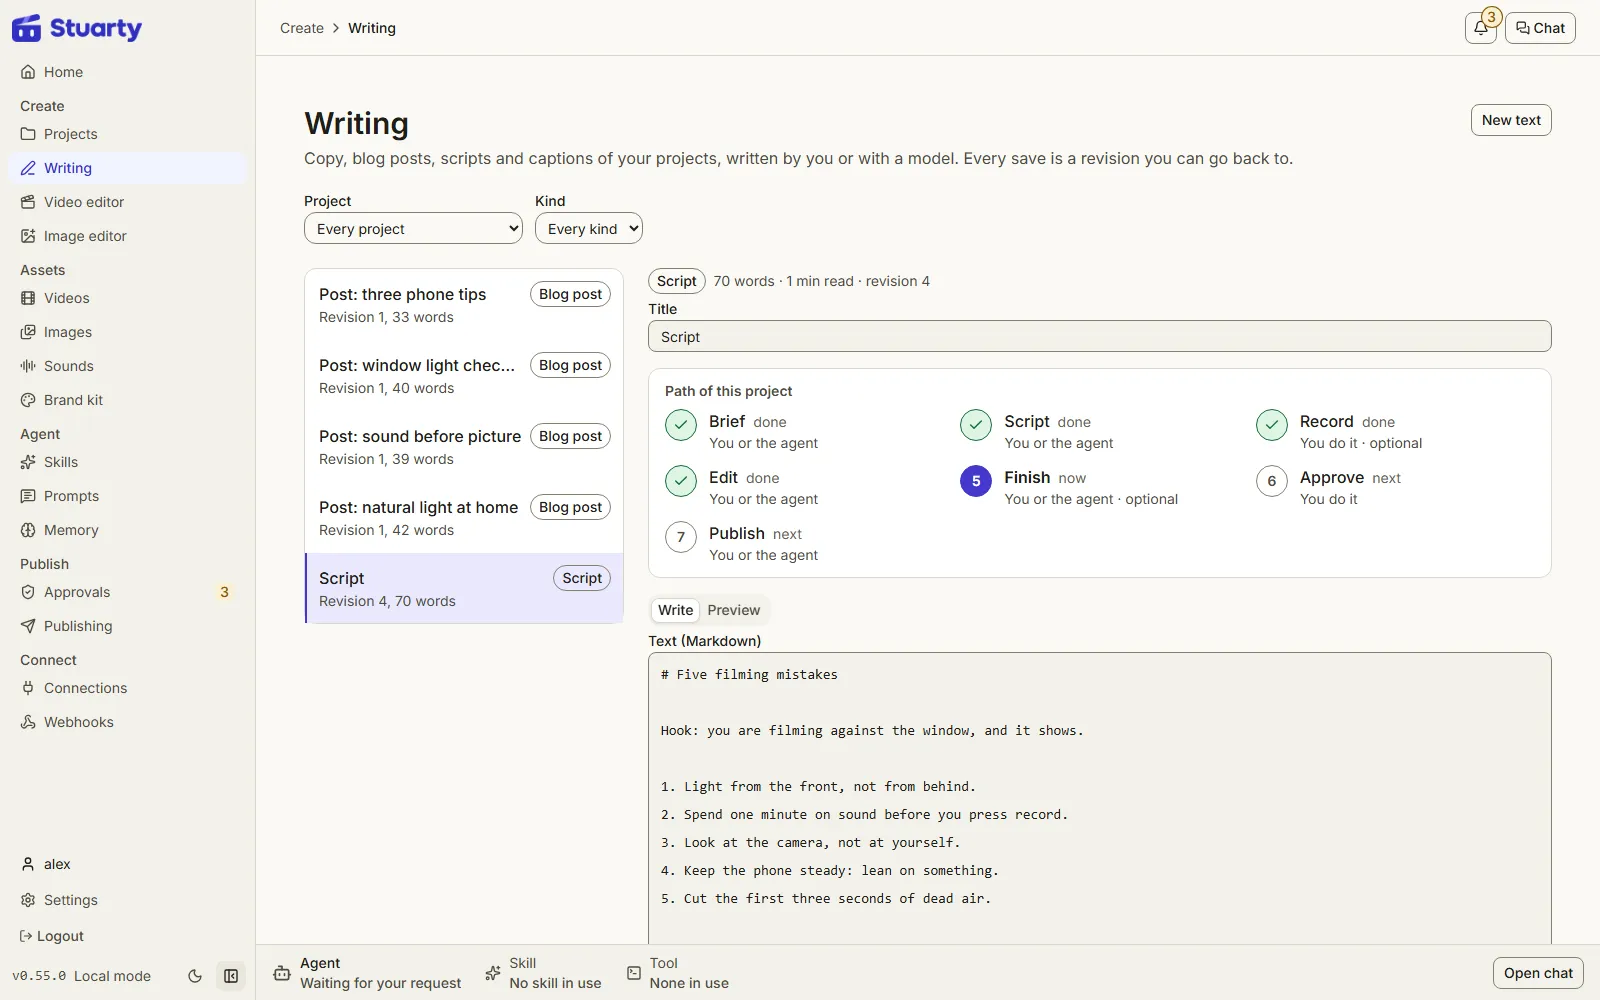 Stuarty
Home
Create
Projects
Writing
Video editor
Image editor
Assets
Videos
Images
Sounds
Brand kit
Agent
Skills
Prompts
Memory
Publish
Approvals 3
Publishing
Connect
Connections
Webhooks
alex
Settings
Logout
v0.55.0 Local mode
Create > Writing
3
Chat
Writing
New text
Copy, blog posts, scripts and captions of your projects, written by you or with a model. Every save is a revision you can go back to.
Project Kind
Every project Every kind
Post: three phone tips Blog post
Revision 1, 33 words
Post: window light chec... Blog post
Revision 1, 40 words
Post: sound before picture Blog post
Revision 1, 39 words
Post: natural light at home Blog post
Revision 1, 42 words
Script Script
Revision 4, 70 words
Script 70 words · 1 min read · revision 4
Title
Script
Path of this project
Brief done
You or the agent
Script done
You or the agent
Record done
You do it · optional
Edit done
You or the agent
5 Finish now
You or the agent · optional
6 Approve next
You do it
7 Publish next
You or the agent
Write Preview
Text (Markdown)
# Five filming mistakes
Hook: you are filming against the window, and it shows.
1. Light from the front, not from behind.
2. Spend one minute on sound before you press record.
3. Look at the camera, not at yourself.
4. Keep the phone steady: lean on something.
5. Cut the first three seconds of dead air.
Agent
Waiting for your request
Skill
No skill in use
Tool
None in use
Open chat